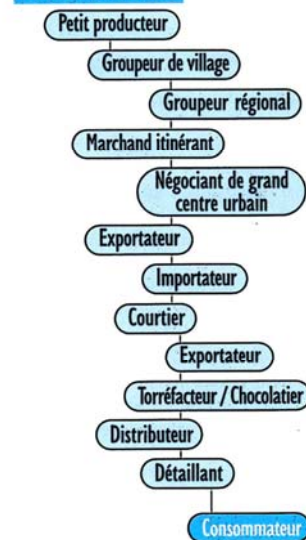 Petit producteur
Groupeur de village
Groupeur régional
Marchand itinérant
Négociant de grand
centre urbain
Exportateur
Importateur
Courtier
Exportateur
Torréfacteur / Chocolatier
Distributeur
Détaillant
Consommateur